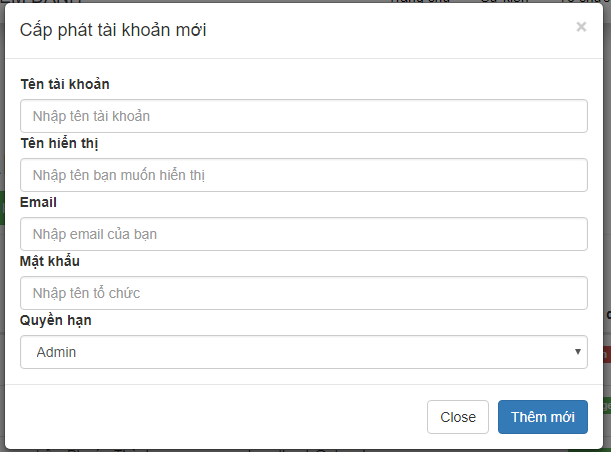 Cấp phát tài khoản mới
×
Tên tài khoản
Nhập tên tài khoản
Tên hiển thị
Nhập tên bạn muốn hiển thị
Email
Nhập email của bạn
Mật khẩu
Nhập tên tổ chức
Quyền hạn
Admin
Close
Thêm mới